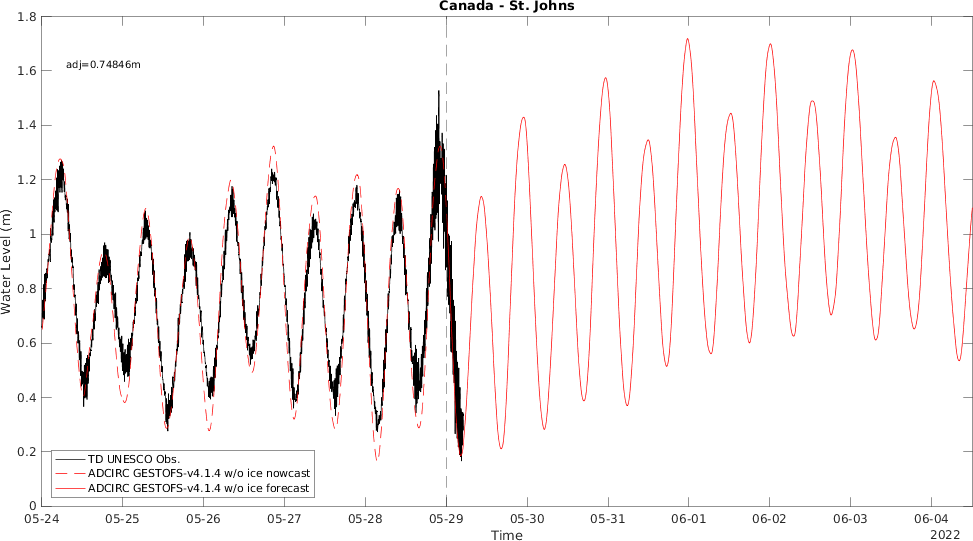 Canada - St. Johns
adj=0.74846m
Water Level (m)
1.8
1.6
1.4
1.2
1
0.8
0.6
0.4
0.2
0
TD UNESCO Obs.
ADCIRC GESTOFS-v4.1.4 w/o ice nowcast
ADCIRC GESTOFS-v4.1.4 w/o ice forecast
05-24 05-25 05-26 05-27 05-28 05-29 05-30 05-31 06-01 06-02 06-03 06-04
Time
2022